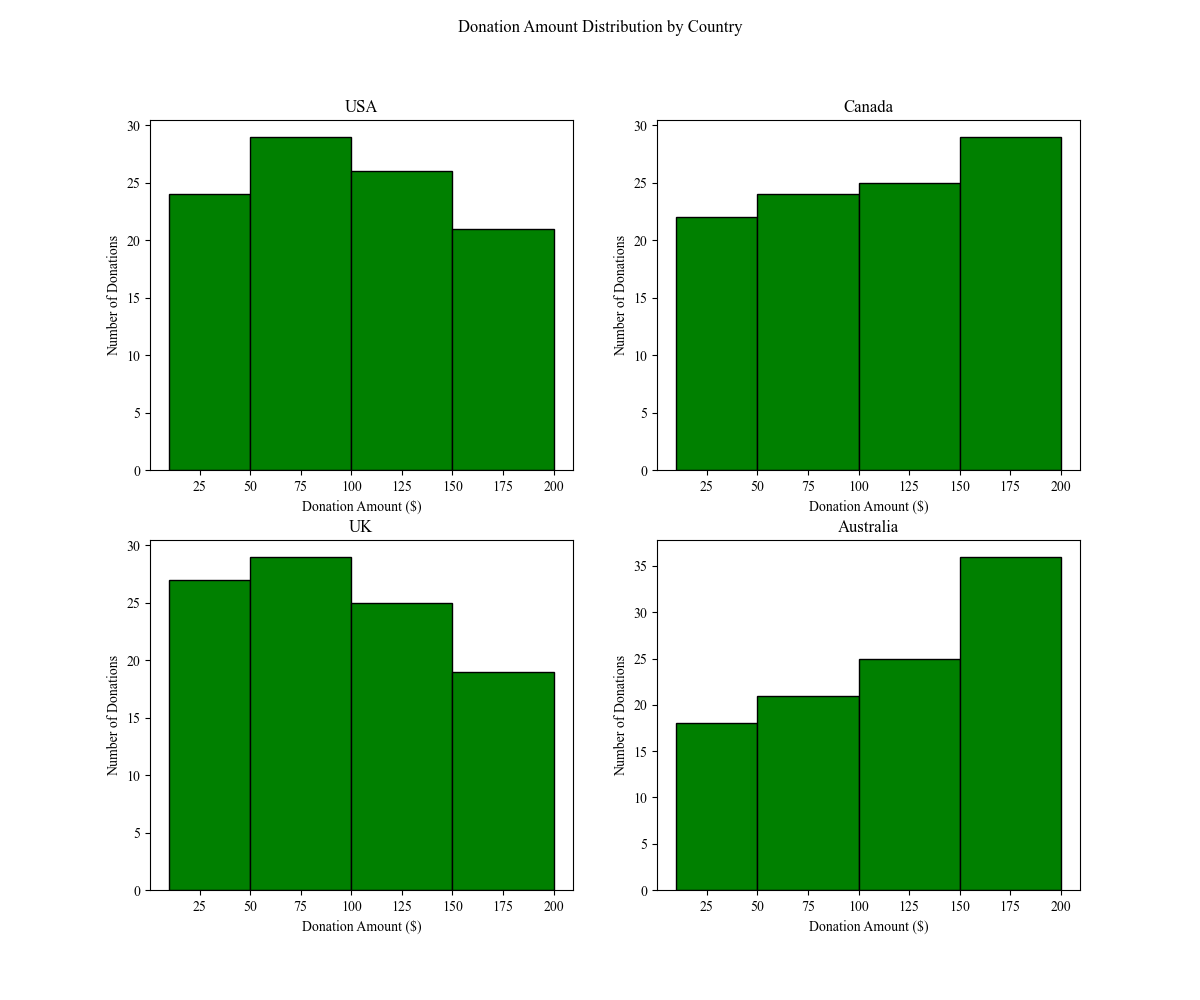 Donation Amount Distribution by Country
USA
30
25
20
15
10
5
0
Number of Donations
25 50 75 100 125 150 175 200
Donation Amount ($)
Canada
30
25
20
15
10
5
0
Number of Donations
25 50 75 100 125 150 175 200
Donation Amount ($)
UK
30
25
20
15
10
5
0
Number of Donations
25 50 75 100 125 150 175 200
Donation Amount ($)
Australia
35
30
25
20
15
10
5
0
Number of Donations
25 50 75 100 125 150 175 200
Donation Amount ($)